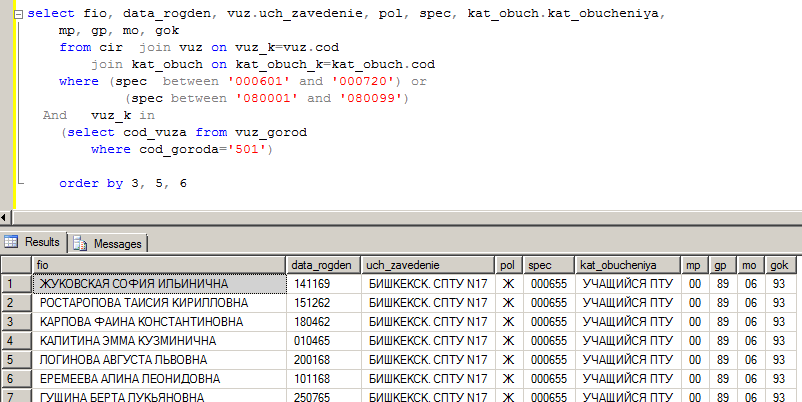 select fio, data_rogden, vuz.uch_zavedenie, pol, spec, kat_obuch.kat_obucheniya,
mp, gp, mo, gok
from cir join vuz on vuz_k=vuz.cod
join kat_obuch on kat_obuch_k=kat_obuch.cod
where (spec between '000601' and '000720') or
(spec between '080001' and '080099')
And vuz_k in
(select cod_vuza from vuz_gorod
where cod_goroda='501')
order by 3, 5, 6
Results Messages
fio data_rogden uch_zavedenie pol spec kat_obucheniya mp gp mo gok
1 ЖУКОВСКАЯ СОФИЯ ИЛЬИНИЧНА 141169 БИШКЕКСК. СПТУ N17 Ж 000655 УЧАЩИЙСЯ ПТУ 00 89 06 93
2 РОСТАРОПОВА ТАИСИЯ КИРИЛЛОВНА 151262 БИШКЕКСК. СПТУ N17 Ж 000655 УЧАЩИЙСЯ ПТУ 00 89 06 93
3 КАРПОВА ФАИНА КОНСТАНТИНОВНА 180462 БИШКЕКСК. СПТУ N17 Ж 000655 УЧАЩИЙСЯ ПТУ 00 89 06 93
4 КАЛИТИНА ЭММА КУЗМИНИЧНА 010465 БИШКЕКСК. СПТУ N17 Ж 000655 УЧАЩИЙСЯ ПТУ 00 89 06 93
5 ЛОГИНОВА АВГУСТА ЛЬВОВНА 200168 БИШКЕКСК. СПТУ N17 Ж 000655 УЧАЩИЙСЯ ПТУ 00 89 06 93
6 ЕРЕМЕЕВА АЛИНА ЛЕОНИДОВНА 101168 БИШКЕКСК. СПТУ N17 Ж 000655 УЧАЩИЙСЯ ПТУ 00 89 06 93
7 ГУЩИНА БЕРТА ЛУКЬЯНОВНА 250765 БИШКЕКСК. СПТУ N17 Ж 000655 УЧАЩИЙСЯ ПТУ 00 89 06 93